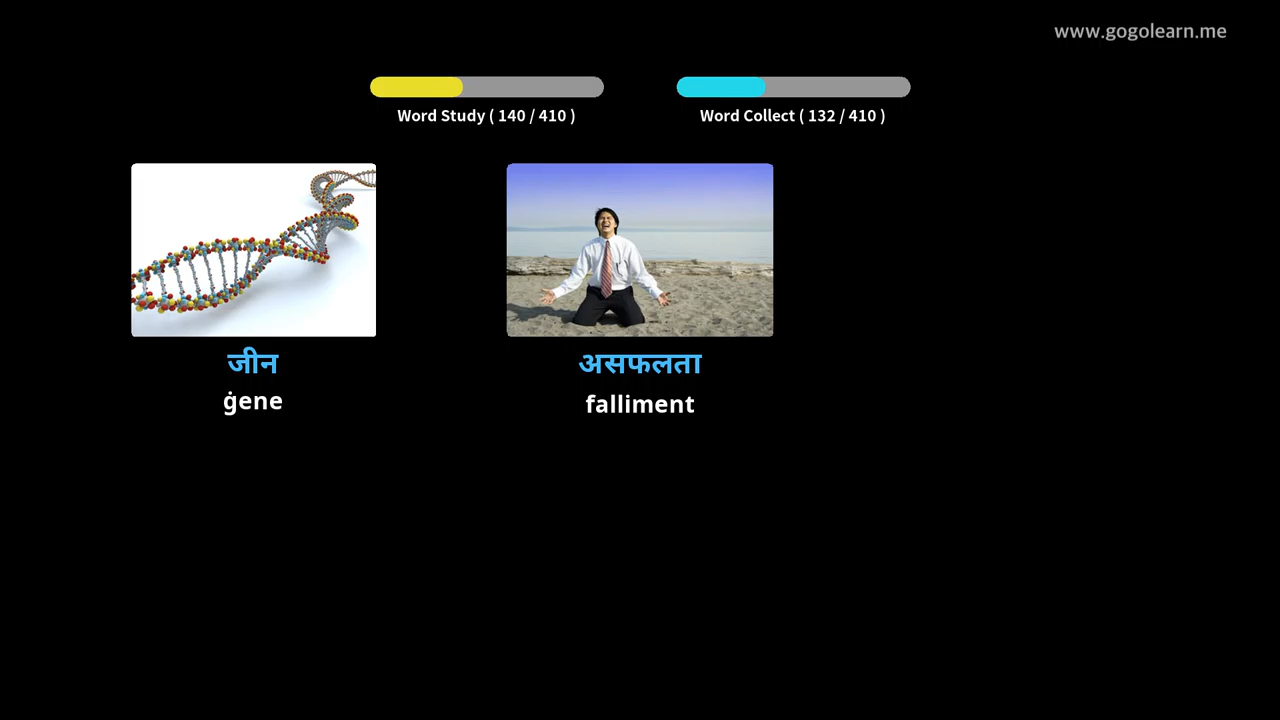 www.gogolearn.me
Word Study ( 140 / 410 )
Word Collect ( 132 / 410 )
जीन
ġene
असफलता
falliment